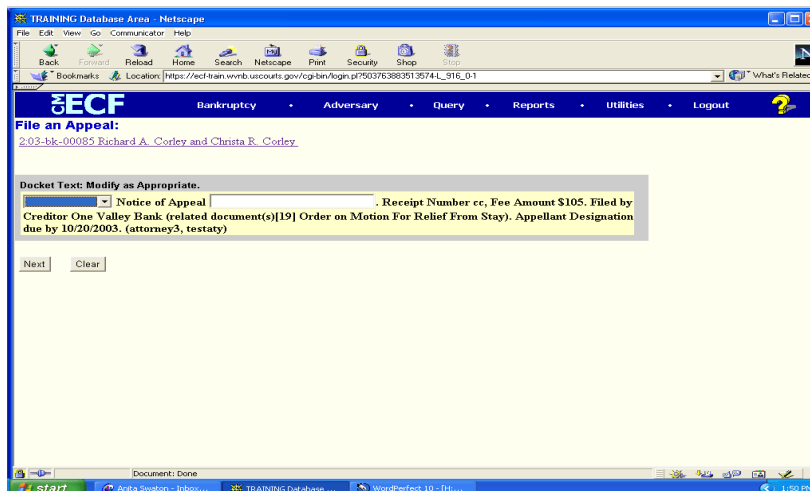 TRAINING Database Area - Netscape
File Edit View Go Communicator Help
Back Forward Reload Home Search Netscape Print Security Shop Stop
Bookmarks Location: https://ecf-train.wvnb.uscourts.gov/cgi-bin/login.pl?503763883513574-L_916_0-1 What's Related
CM ECF Bankruptcy • Adversary • Query • Reports • Utilities • Logout ?
File an Appeal:
2:03-bk-00085 Richard A. Corley and Christa R. Corley
Docket Text: Modify as Appropriate.
Notice of Appeal . Receipt Number cc, Fee Amount $105. Filed by
Creditor One Valley Bank (related document(s)[19] Order on Motion For Relief From Stay). Appellant Designation
due by 10/20/2003. (attorney3, testaty)
Next Clear
Document: Done
start Anita Swaton - Inbox... TRAINING Database ... WordPerfect 10 - [H:... 1:50 PM